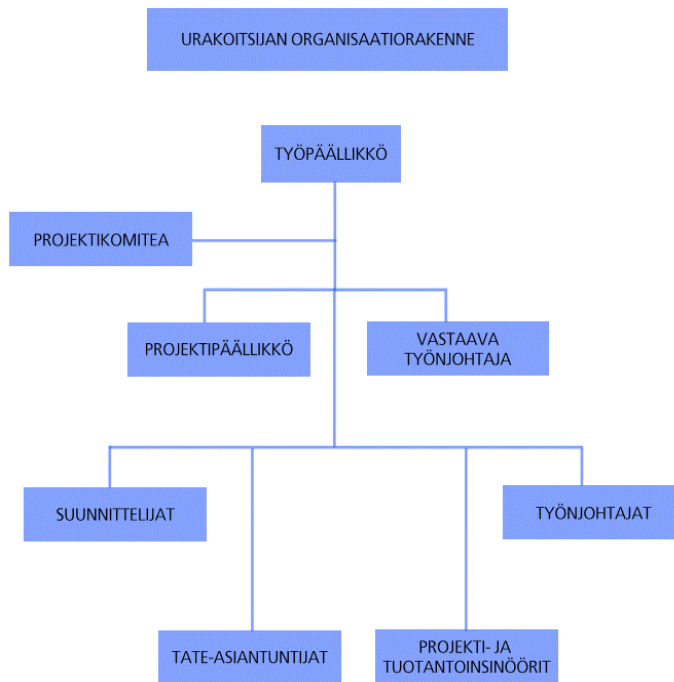 URAKOITSIJAN ORGANISAATIORAKENNE
TYÖPÄÄLLIKKÖ
PROJEKTIKOMITEA
PROJEKTIPÄÄLLIKKÖ
VASTAAVA
TYÖNJOHTAJA
SUUNNITTELIJAT
TYÖNJOHTAJAT
TATE-ASIANTUNTIJAT
PROJEKTI- JA
TUOTANTOINSINÖÖRIT